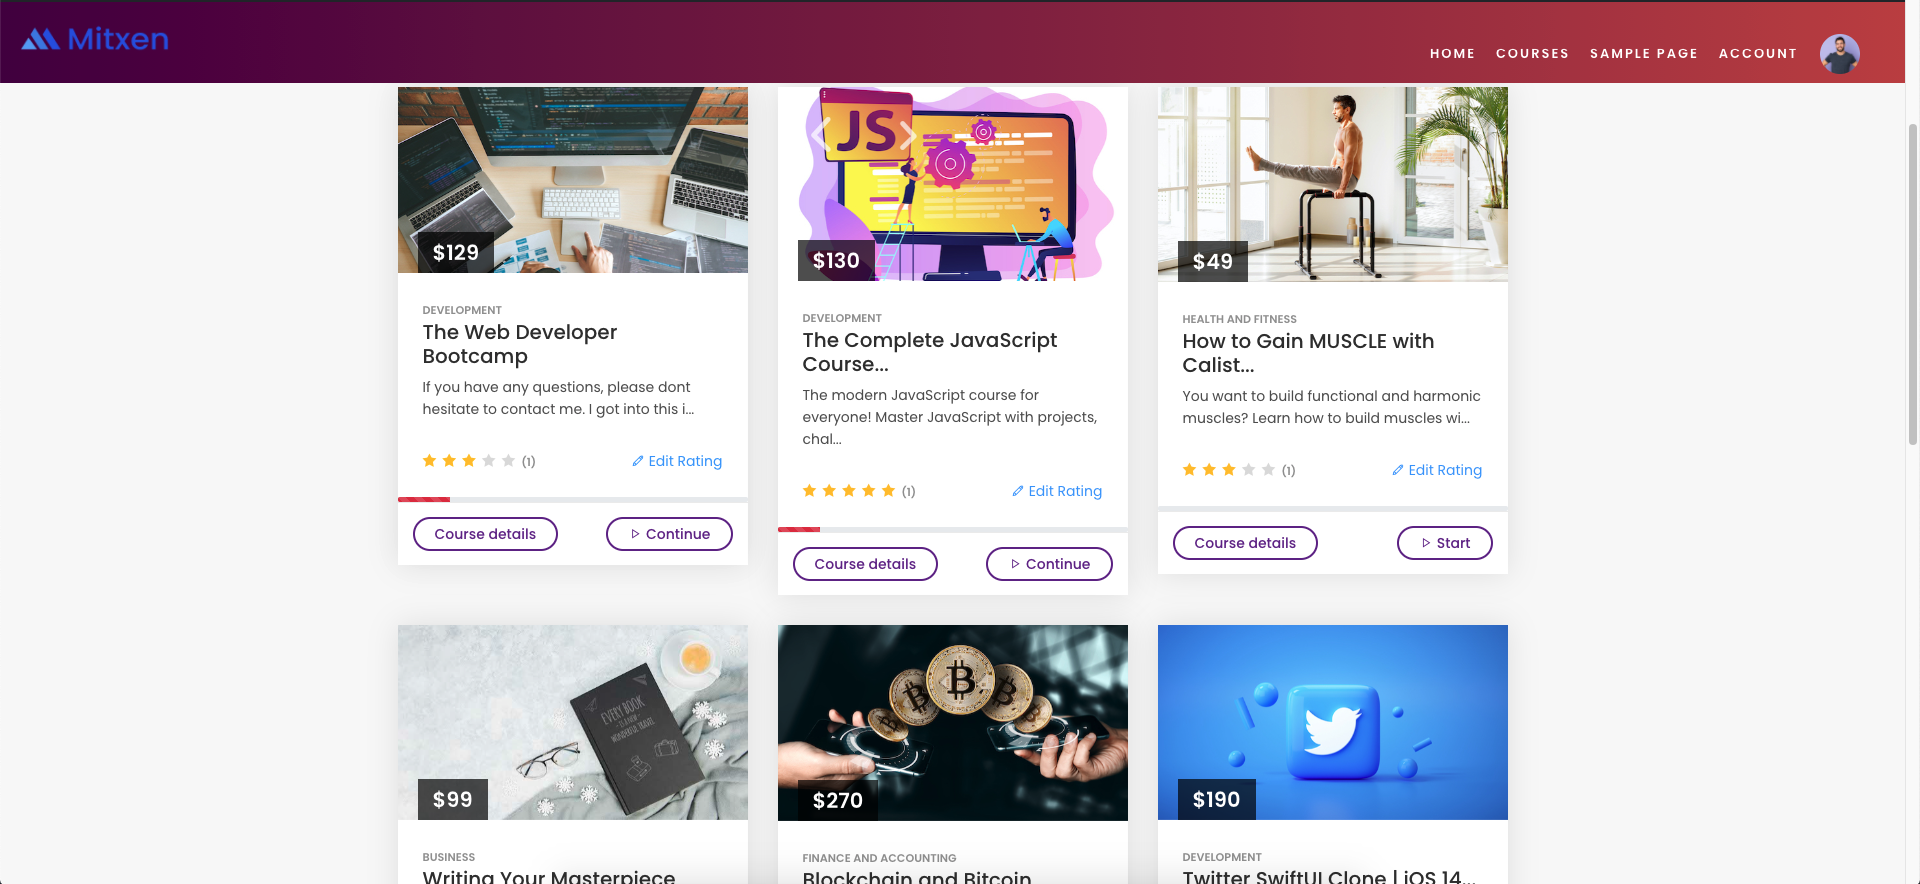 Mitxen
HOME COURSES SAMPLE PAGE ACCOUNT
$129
DEVELOPMENT
The Web Developer
Bootcamp
If you have any questions, please dont
hesitate to contact me. I got into this i...
(1) Edit Rating
Course details Continue
JS
$130
DEVELOPMENT
The Complete JavaScript
Course...
The modern JavaScript course for
everyone! Master JavaScript with projects,
chal...
(1) Edit Rating
Course details Continue
$49
HEALTH AND FITNESS
How to Gain MUSCLE with
Calist...
You want to build functional and harmonic
muscles? Learn how to build muscles wi...
(1) Edit Rating
Course details Start
EVERY BOOK
WONDERFUL TRAVEL
$99
BUSINESS
Writing Your Masterpiece
$270
FINANCE AND ACCOUNTING
Blockchain and Bitcoin
$190
DEVELOPMENT
Twitter SwiftUI Clone | iOS 14...